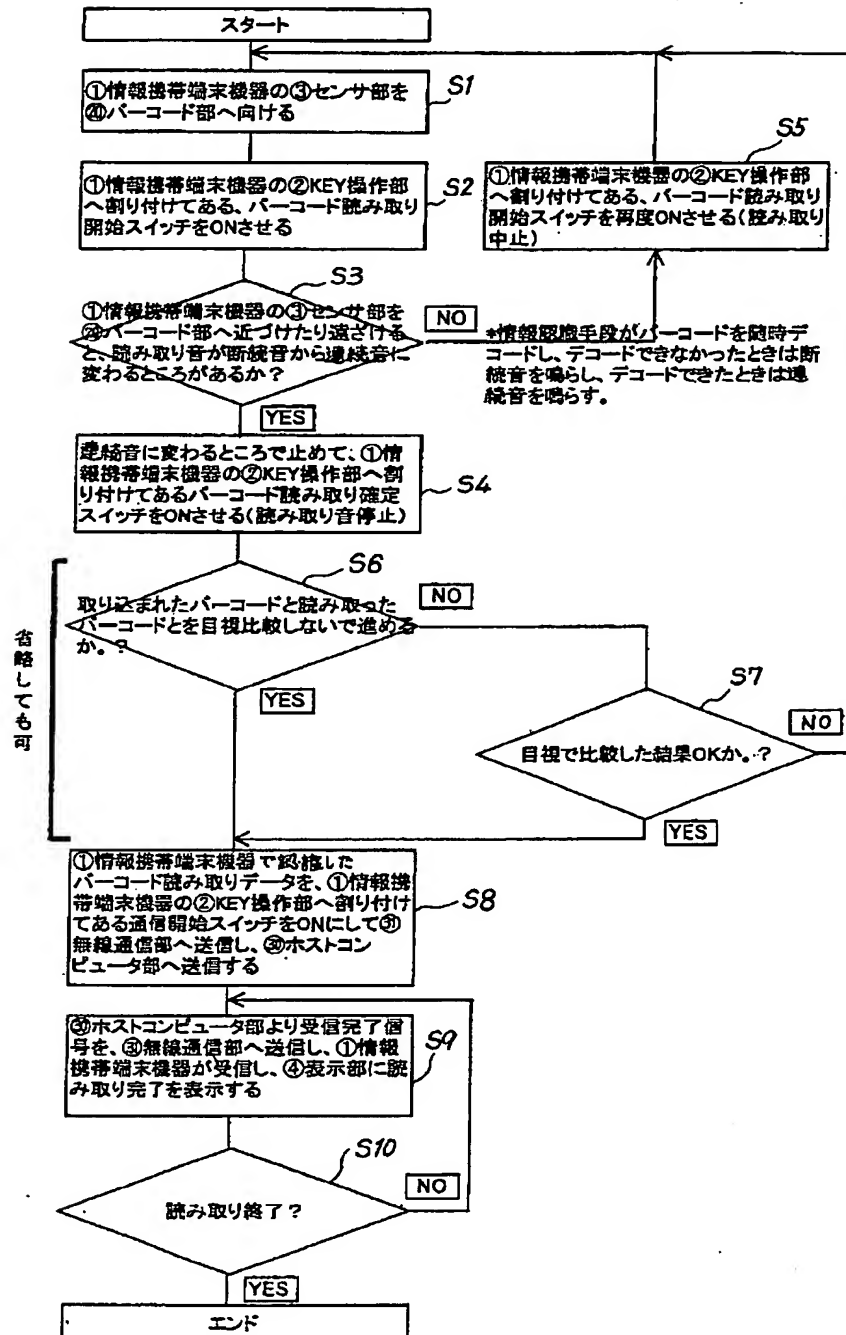 スタート
①情報携帯端末機器の③センサ部を
⑳バーコード部へ向ける
S1
①情報携帯端末機器の②KEY操作部
へ割り付けてある、バーコード読み取り
開始スイッチをONさせる
S2
S5
①情報携帯端末機器の②KEY操作部
へ割り付けてある、バーコード読み取り
開始スイッチを再度ONさせる(読み取り
中止)
S3
①情報携帯端末機器の③センサ部を
⑳バーコード部へ近づけたり遠ざける
と、読み取り音が断続音から連続音に
変わるところがあるか?
NO
*情報認識手段がバーコードを随時デ
コードし、デコードできなかったときは断
続音を鳴らし、デコードできたときは連
続音を鳴らす。
YES
連続音に変わるところで止めて、①情
報携帯端末機器の②KEY操作部へ割
り付けてあるバーコード読み取り確定
スイッチをONさせる(読み取り音停止)
S4
省略しても可
S6
取り込まれたバーコードと読み取った
バーコードとを目視比較しないで進める
か。?
NO
YES
S7
目視で比較した結果OKか。?
NO
YES
①情報携帯端末機器で認識した
バーコード読み取りデータを、①情報携
帯端末機器の②KEY操作部へ割り付け
てある通信開始スイッチをONにして㉛
無線通信部へ送信し、㉚ホストコン
ピュータ部へ送信する
S8
㉚ホストコンピュータ部より受信完了信
号を、㉛無線通信部へ送信し、①情報
携帯端末機器が受信し、④表示部に読
み取り完了を表示する
S9
S10
読み取り終了?
NO
YES
エンド